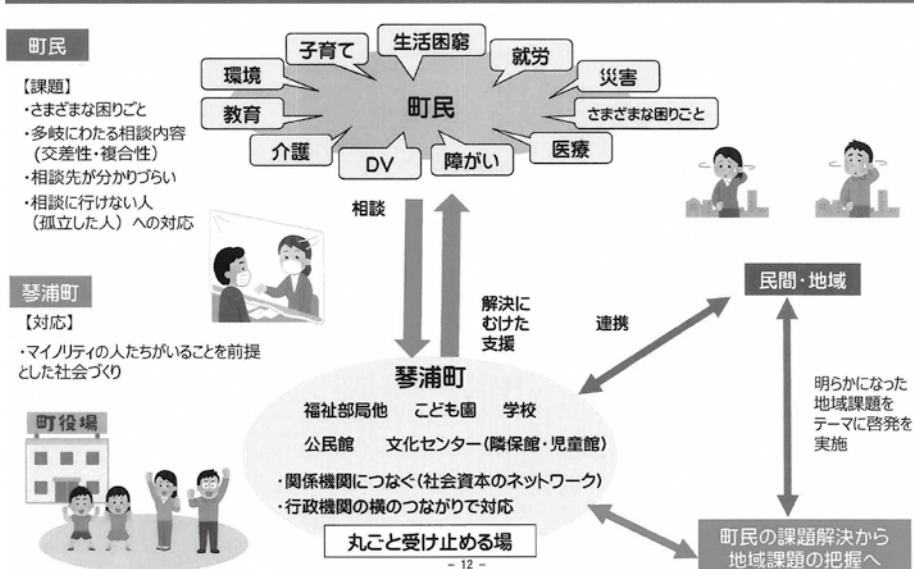 町民
【課題】
・さまざまな困りごと
・多岐にわたる相談内容
(交差性・複合性)
・相談先が分かりづらい
・相談に行けない人
(孤立した人)への対応
子育て
生活困窮
就労
環境
災害
教育
町民
さまざまな困りごと
介護
DV
障がい
医療
相談
解決に
むけた
支援
琴浦町
【対応】
・マイノリティの人たちがいることを前提
とした社会づくり
町役場
琴浦町
福祉部局他 こども園 学校
公民館 文化センター(隣保館・児童館)
・関係機関につなぐ(社会資本のネットワーク)
・行政機関の横のつながりで対応
丸ごと受け止める場
連携
民間・地域
明らかになった
地域課題を
テーマに啓発を
実施
町民の課題解決から
地域課題の把握へ
- 12 -